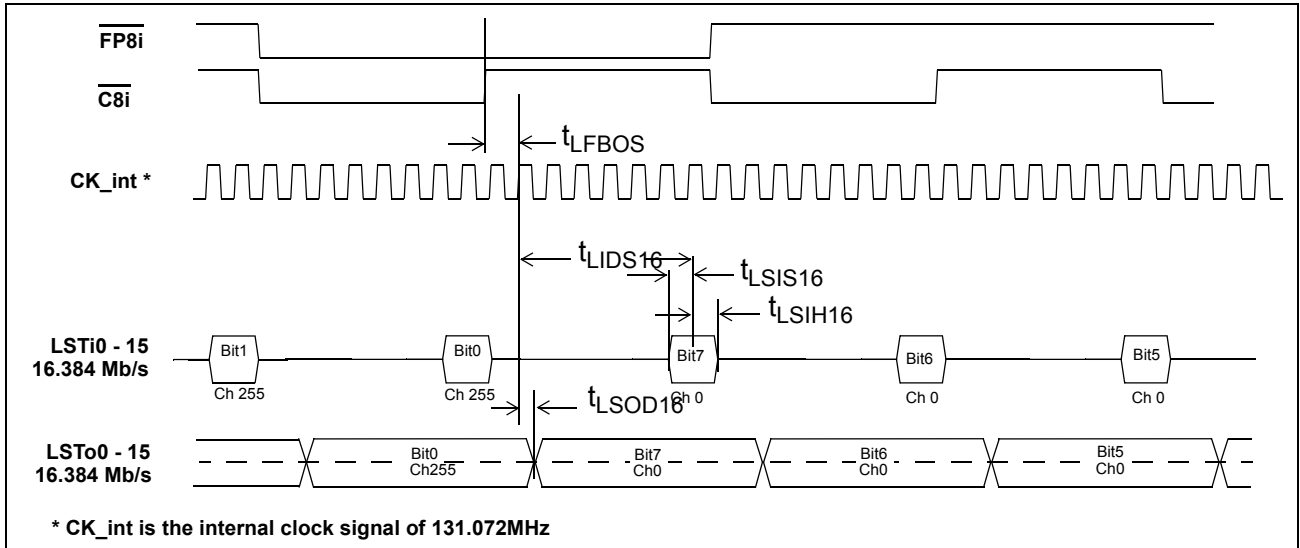 FP8i
C8i
tLFBOS
CK_int *
tLIDS16
tLSIS16
tLSIH16
LSTi0 - 15
16.384 Mb/s
Bit1
Ch 255
Bit0
Ch 255
Bit7
Ch 0
Bit6
Ch 0
Bit5
Ch 0
tLSOD16
LSTo0 - 15
16.384 Mb/s
Bit0
Ch255
Bit7
Ch0
Bit6
Ch0
Bit5
Ch0
* CK_int is the internal clock signal of 131.072MHz